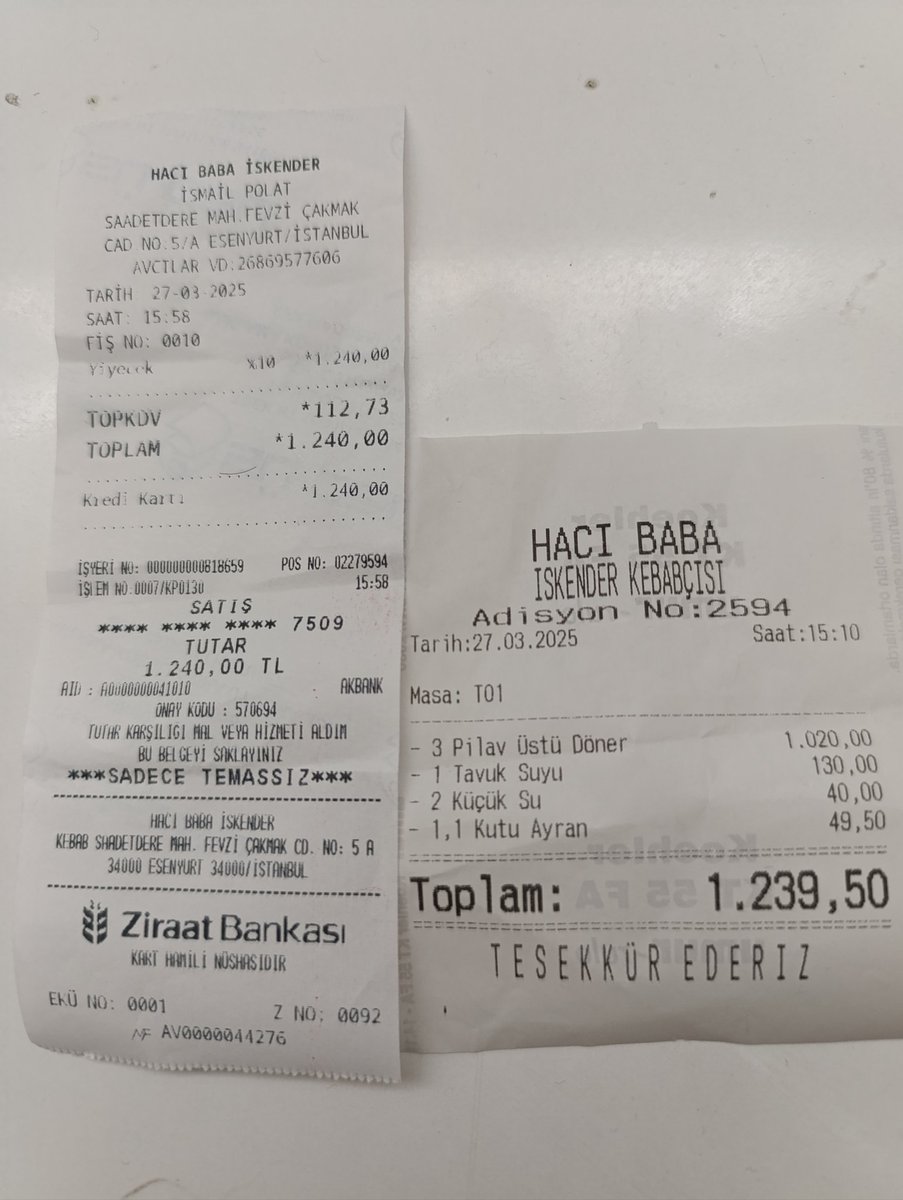 HACI BABA İSKENDER
İSMAİL POLAT
SAADETDERE MAH.FEVZİ ÇAKMAK
CAD.NO.5/A ESENYURT/İSTANBUL
AVCTLAR VD:26869577606
TARİH 27-03-2025
SAAT: 15:58
FİŞ NO: 0010
Yiyecek %10 *1.240,00
TOPKDV *112,73
TOPLAM *1.240,00
Kredi Kartı *1.240,00
İŞYERİ NO: 000000000818659 POS NO: 02279594
İŞLEM NO.0007/KP0130 15:58
SATIŞ
**** **** **** 7509
TUTAR
1.240,00 TL
AID : A0000000041010 AKBANK
ONAY KODU : 570694
TUTAR KARŞILIGI MAL VEYA HİZMETİ ALDIM
BU BELGEYİ SAKLAYINIZ
***SADECE TEMASSIZ***
HACI BABA İSKENDER
KEBAB SHADETDERE MAH. FEVZİ ÇAKMAK CD. NO: 5 A
34000 ESENYURT 34000/İSTANBUL
Ziraat Bankası
KART HAMİLİ NÜSHASIDIR
EKÜ NO: 0001 Z NO: 0092
MF AV0000044276
HACI BABA
ISKENDER KEBABÇISI
Adisyon No:2594
Tarih:27.03.2025 Saat:15:10
Masa: T01
- 3 Pilav Üstü Döner 1.020,00
- 1 Tavuk Suyu 130,00
- 2 Küçük Su 40,00
- 1,1 Kutu Ayran 49,50
Toplam: 1.239,50
TESEKKÜR EDERIZ